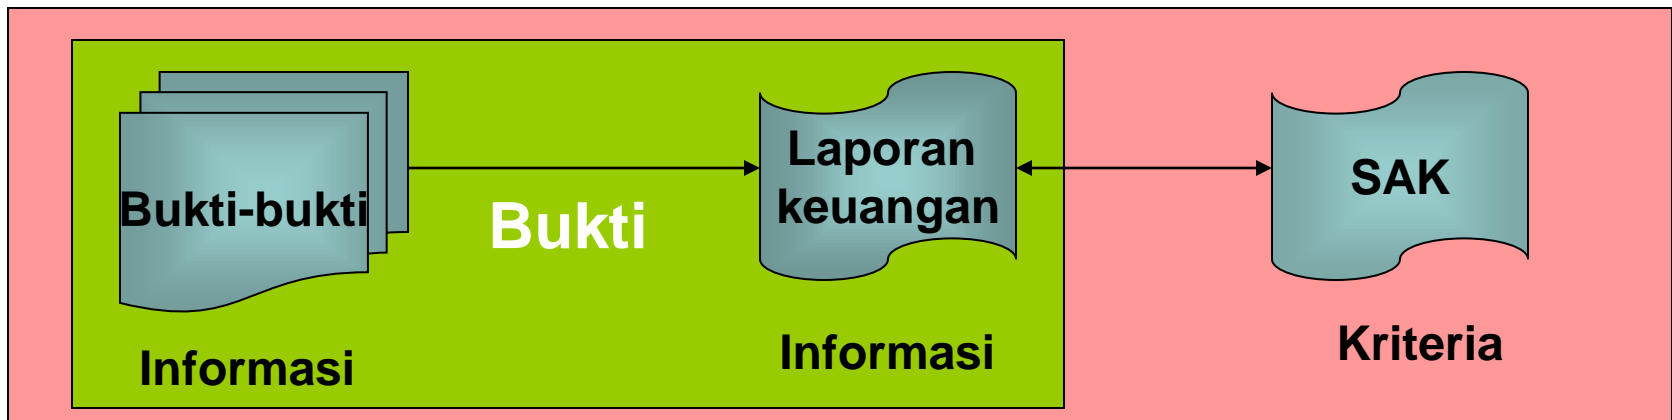 Bukti-bukti
Bukti
Laporan
keuangan
SAK
Informasi
Informasi
Kriteria